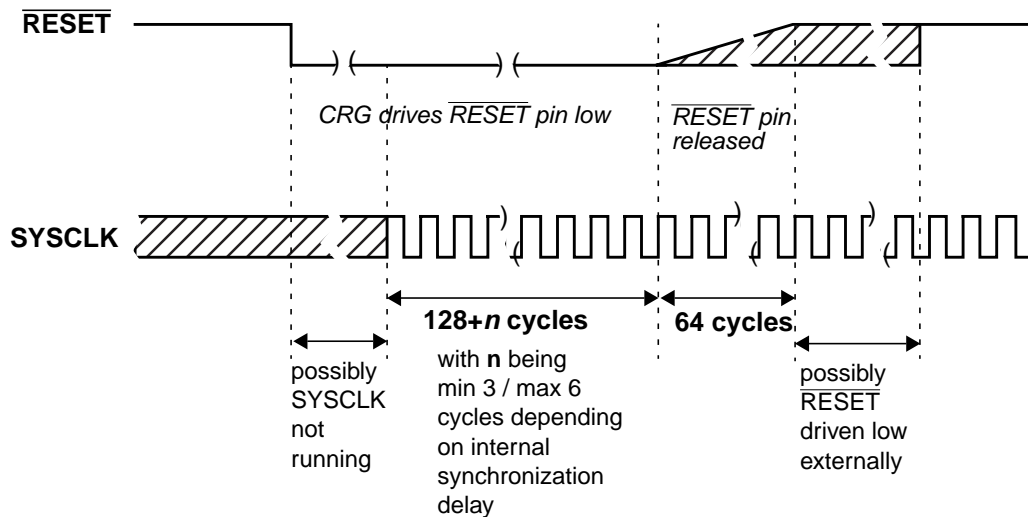 RESET
CRG drives RESET pin low
RESET pin
released
SYSCLK
128+n cycles
64 cycles
possibly
SYSCLK
not
running
with n being
min 3 / max 6
cycles depending
on internal
synchronization
delay
possibly
RESET
driven low
externally